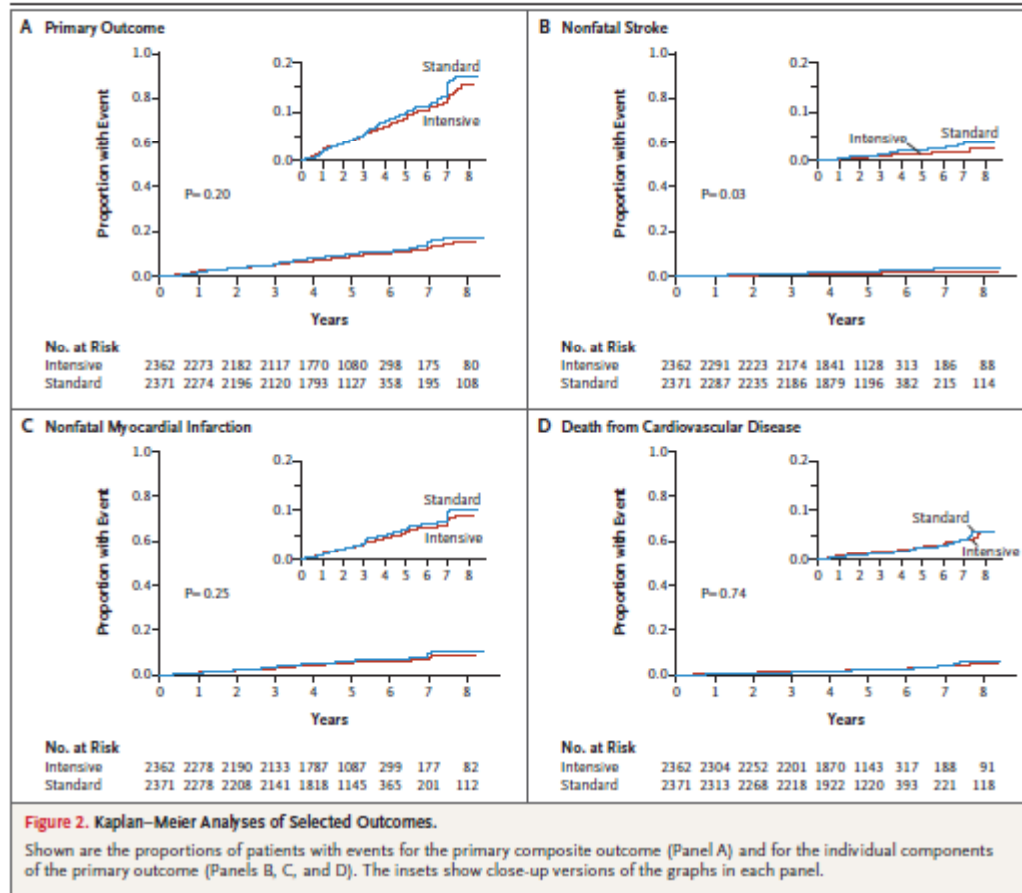 A Primary Outcome
Proportion with Event
1.0
0.8
0.6
0.4
0.2
0.0
0.2
0.1
0.0
Standard
Intensive
0 1 2 3 4 5 6 7 8
P=0.20
0 1 2 3 4 5 6 7 8
Years
No. at Risk
Intensive 2362 2273 2182 2117 1770 1080 298 175 80
Standard 2371 2274 2196 2120 1793 1127 358 195 108
B Nonfatal Stroke
Proportion with Event
1.0
0.8
0.6
0.4
0.2
0.0
0.2
0.1
0.0
Intensive Standard
0 1 2 3 4 5 6 7 8
P=0.03
0 1 2 3 4 5 6 7 8
Years
No. at Risk
Intensive 2362 2291 2223 2174 1841 1128 313 186 88
Standard 2371 2287 2235 2186 1879 1196 382 215 114
C Nonfatal Myocardial Infarction
Proportion with Event
1.0
0.8
0.6
0.4
0.2
0.0
0.2
0.1
0.0
Standard
Intensive
0 1 2 3 4 5 6 7 8
P=0.25
0 1 2 3 4 5 6 7 8
Years
No. at Risk
Intensive 2362 2278 2190 2133 1787 1087 299 177 82
Standard 2371 2278 2208 2141 1818 1145 365 201 112
D Death from Cardiovascular Disease
Proportion with Event
1.0
0.8
0.6
0.4
0.2
0.0
0.2
0.1
0.0
Standard
Intensive
0 1 2 3 4 5 6 7 8
P=0.74
0 1 2 3 4 5 6 7 8
Years
No. at Risk
Intensive 2362 2304 2252 2201 1870 1143 317 188 91
Standard 2371 2313 2268 2218 1922 1220 393 221 118
Figure 2. Kaplan–Meier Analyses of Selected Outcomes.
Shown are the proportions of patients with events for the primary composite outcome (Panel A) and for the individual components
of the primary outcome (Panels B, C, and D). The insets show close-up versions of the graphs in each panel.